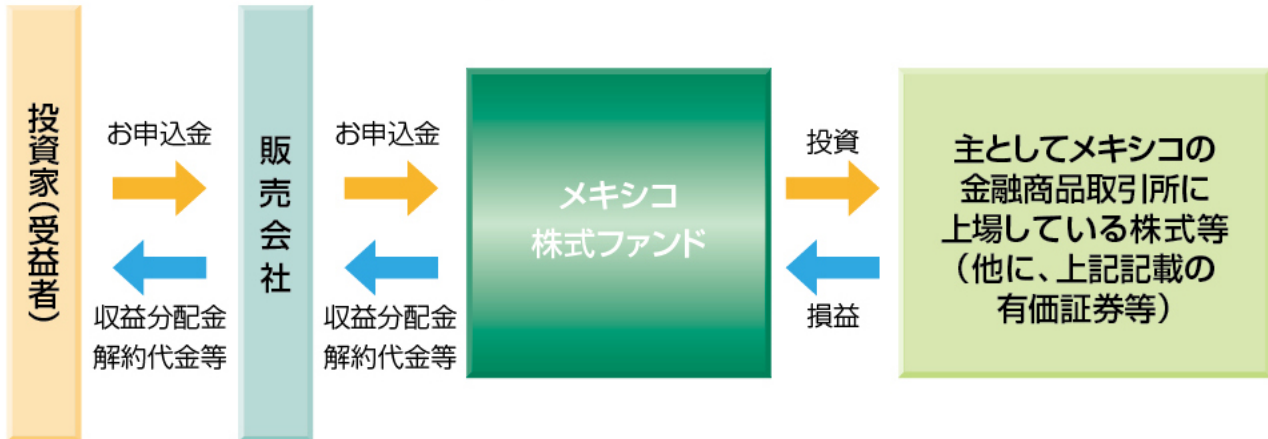 投資家(受益者)
お申込金
収益分配金
解約代金等
販売会社
お申込金
収益分配金
解約代金等
メキシコ
株式ファンド
投資
損益
主としてメキシコの
金融商品取引所に
上場している株式等
(他に、上記記載の
有価証券等)